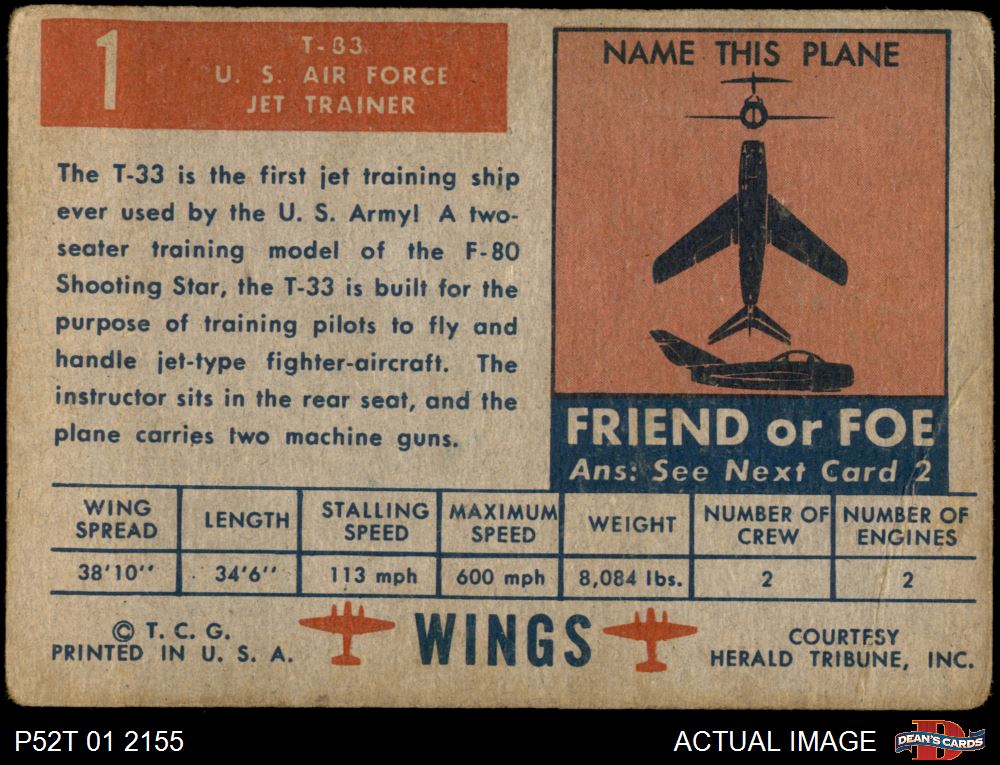 1
T-33
U. S. AIR FORCE
JET TRAINER
The T-33 is the first jet training ship
ever used by the U. S. Army! A two-
seater training model of the F-80
Shooting Star, the T-33 is built for the
purpose of training pilots to fly and
handle jet-type fighter-aircraft. The
instructor sits in the rear seat, and the
plane carries two machine guns.
NAME THIS PLANE
FRIEND or FOE
Ans: See Next Card 2
WING SPREAD
LENGTH
STALLING SPEED
MAXIMUM SPEED
WEIGHT
NUMBER OF CREW
NUMBER OF ENGINES
38'10''
34'6''
113 mph
600 mph
8,084 lbs.
2
2
© T. C. G.
PRINTED IN U. S. A.
WINGS
COURTESY
HERALD TRIBUNE, INC.
P52T 01 2155
ACTUAL IMAGE
D
DEAN'S CARDS